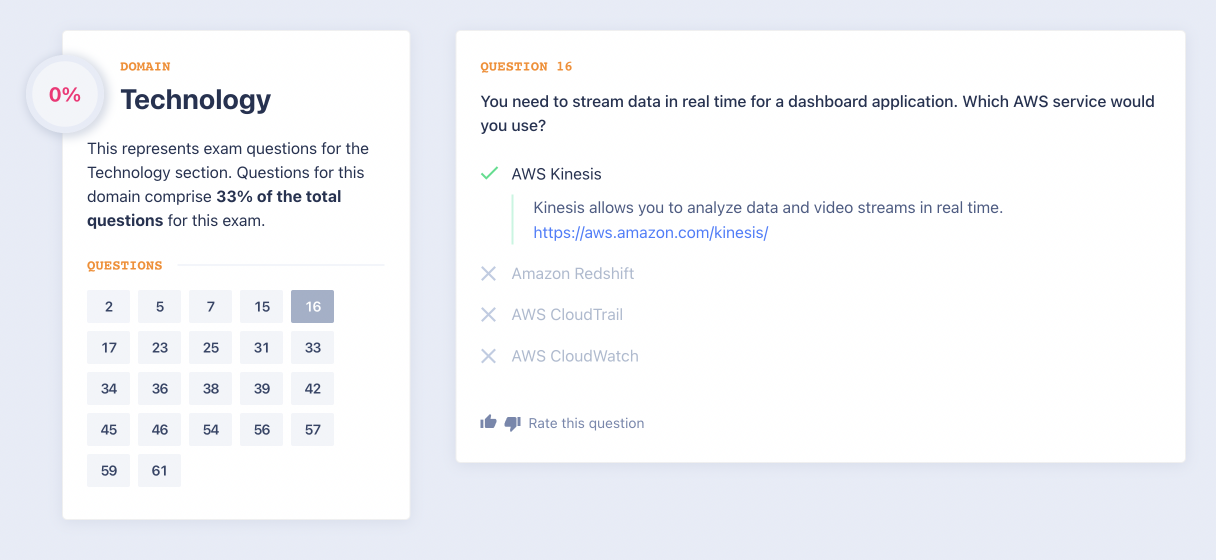 0%
DOMAIN
Technology
This represents exam questions for the
Technology section. Questions for this
domain comprise 33% of the total
questions for this exam.
QUESTIONS
2 5 7 15 16
17 23 25 31 33
34 36 38 39 42
45 46 54 56 57
59 61
QUESTION 16
You need to stream data in real time for a dashboard application. Which AWS service would
you use?
AWS Kinesis
Kinesis allows you to analyze data and video streams in real time.
https://aws.amazon.com/kinesis/
Amazon Redshift
AWS CloudTrail
AWS CloudWatch
Rate this question